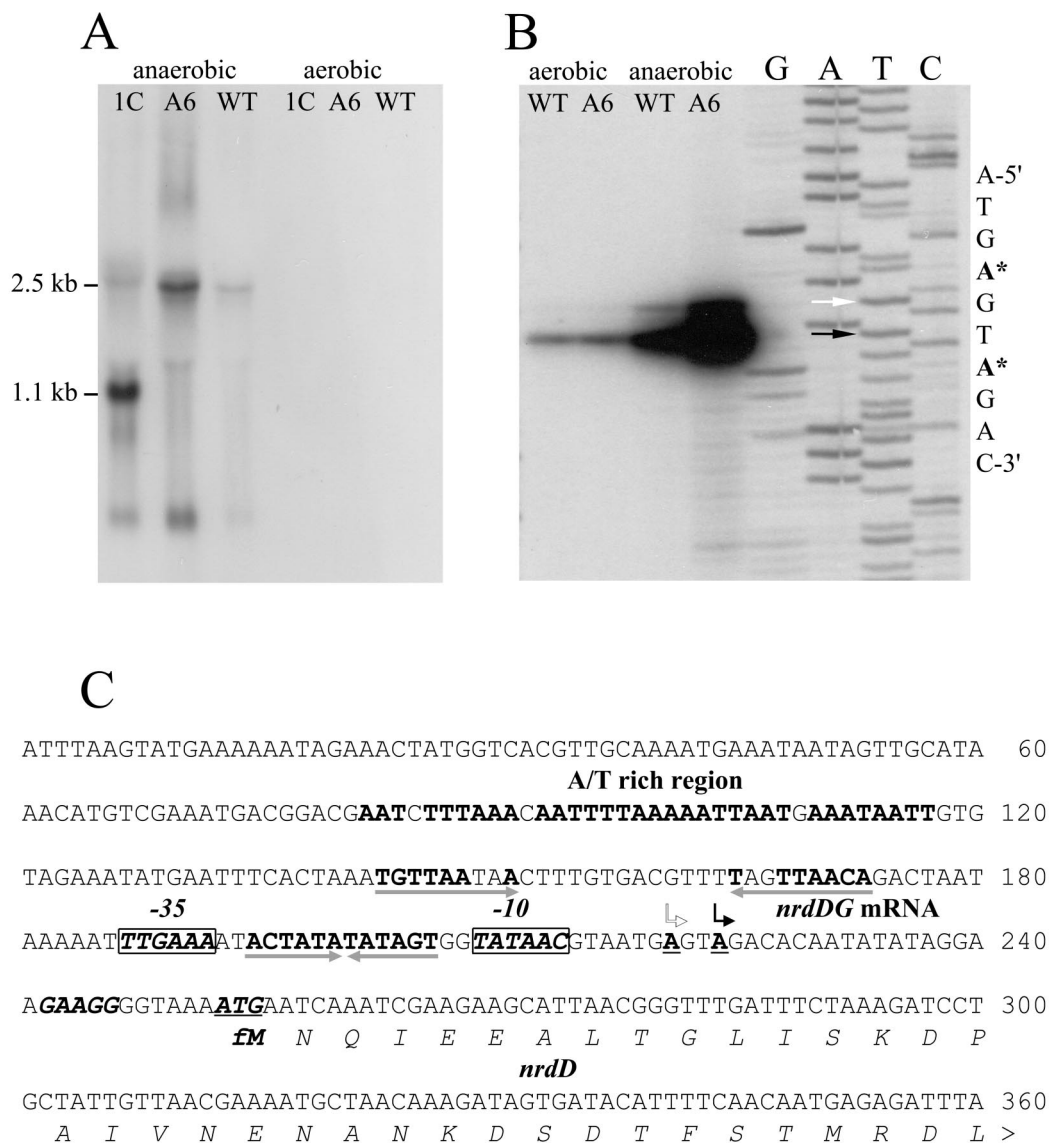 A
anaerobic aerobic
1C A6 WT 1C A6 WT
2.5 kb
1.1 kb
B
aerobic anaerobic G A T C
WT A6 WT A6
A-5'
T
G
A*
G
T
A*
G
A
C-3'
C
ATTTAAGTATGAAAAAATAGAAACTATGGTCACGTTGCAAAATGAAATAATAGTTGCATA 60
A/T rich region
AACATGTCGAAATGACGGACGAATCTTTAAACAATTTTAAAAATTAATGAAATAATTGTG 120
TAGAAATATGAATTTCACTAAATGTTAATAACTTTGTGACGTTTTAGTTAACAGACTAAT 180
-35 -10 nrdDG mRNA
AAAAATTTGAAAATACTATATATAGTGGTATAACGTAATGAGTAGACACAATATATAGGA 240
AGAAGGGGTAAAATGAATCAAATCGAAGAAGCATTAACGGGTTTGATTTCTAAAGATCCT 300
fM N Q I E E A L T G L I S K D P
nrdD
GCTATTGTTAACGAAAATGCTAACAAAGATAGTGATACATTTTCAACAATGAGAGATTTA 360
A I V N E N A N K D S D T F S T M R D L >